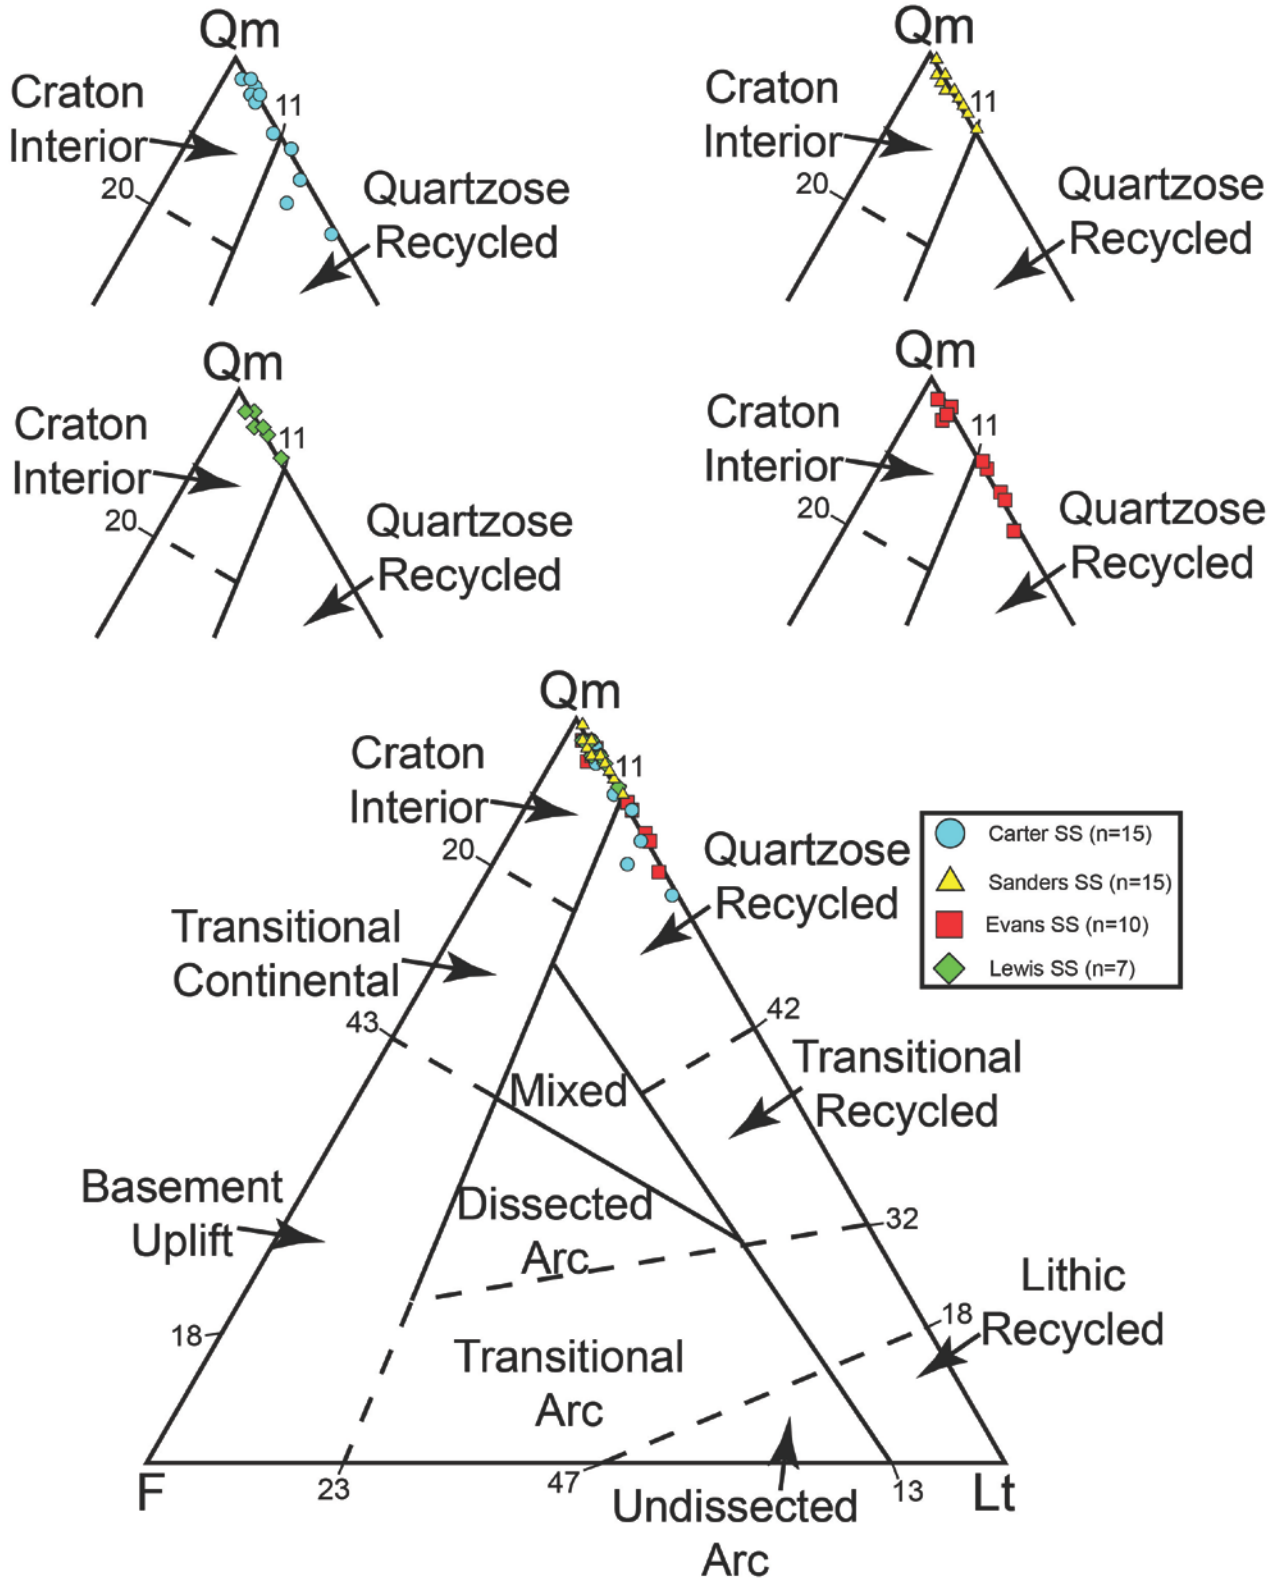 Qm
Craton
Interior
11
20
Quartzose
Recycled
Qm
Craton
Interior
11
20
Quartzose
Recycled
Qm
Craton
Interior
11
20
Quartzose
Recycled
Qm
Craton
Interior
11
20
Quartzose
Recycled
Qm
Craton
Interior
11
20
Quartzose
Recycled
Carter SS (n=15)
Sanders SS (n=15)
Evans SS (n=10)
Lewis SS (n=7)
Transitional
Continental
43
42
Transitional
Recycled
Mixed
Basement
Uplift
Dissected
Arc
32
Lithic
Recycled
18
18
Transitional
Arc
F
23
47
13
Lt
Undissected
Arc